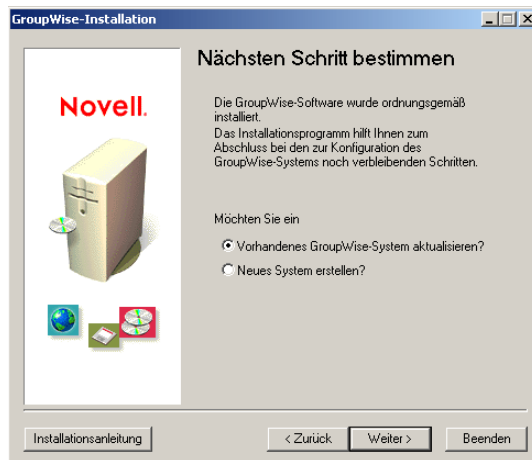 GroupWise-Installation
Nächsten Schritt bestimmen
Novell.
Die GroupWise-Software wurde ordnungsgemäß
installiert.
Das Installationsprogramm hilft Ihnen zum
Abschluss bei den zur Konfiguration des
GroupWise-Systems noch verbleibenden Schritten.
Möchten Sie ein
Vorhandenes GroupWise-System aktualisieren?
Neues System erstellen?
Installationsanleitung
< Zurück
Weiter >
Beenden